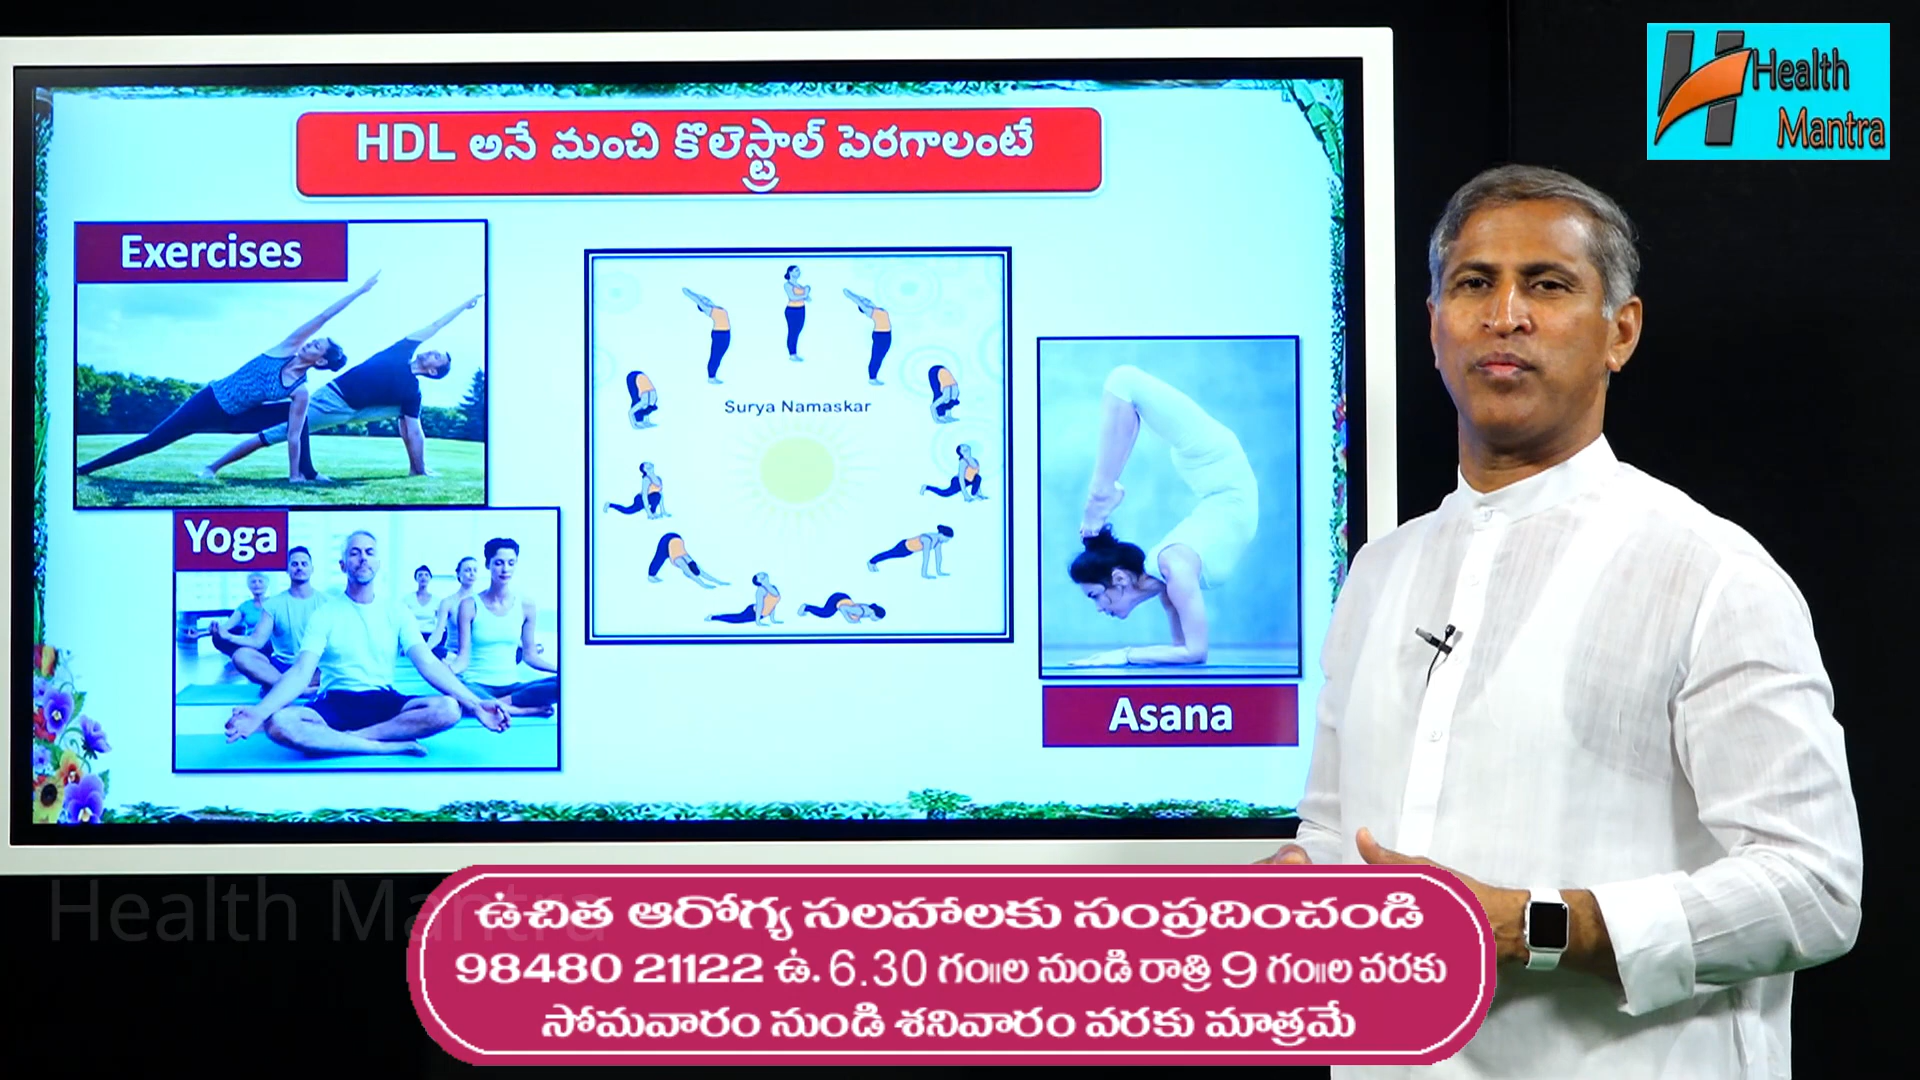 HDL అనే మంచి కొలెస్ట్రాల్ పెరగాలంటే
Exercises
Surya Namaskar
Yoga
Asana
Health
Mantra
Health Mantra
ఉచిత ఆరోగ్య సలహాలకు సంప్రదించండి
98480 21122 ఉ. 6.30 గం॥ల నుండి రాత్రి 9 గం॥ల వరకు
సోమవారం నుండి శనివారం వరకు మాత్రమే